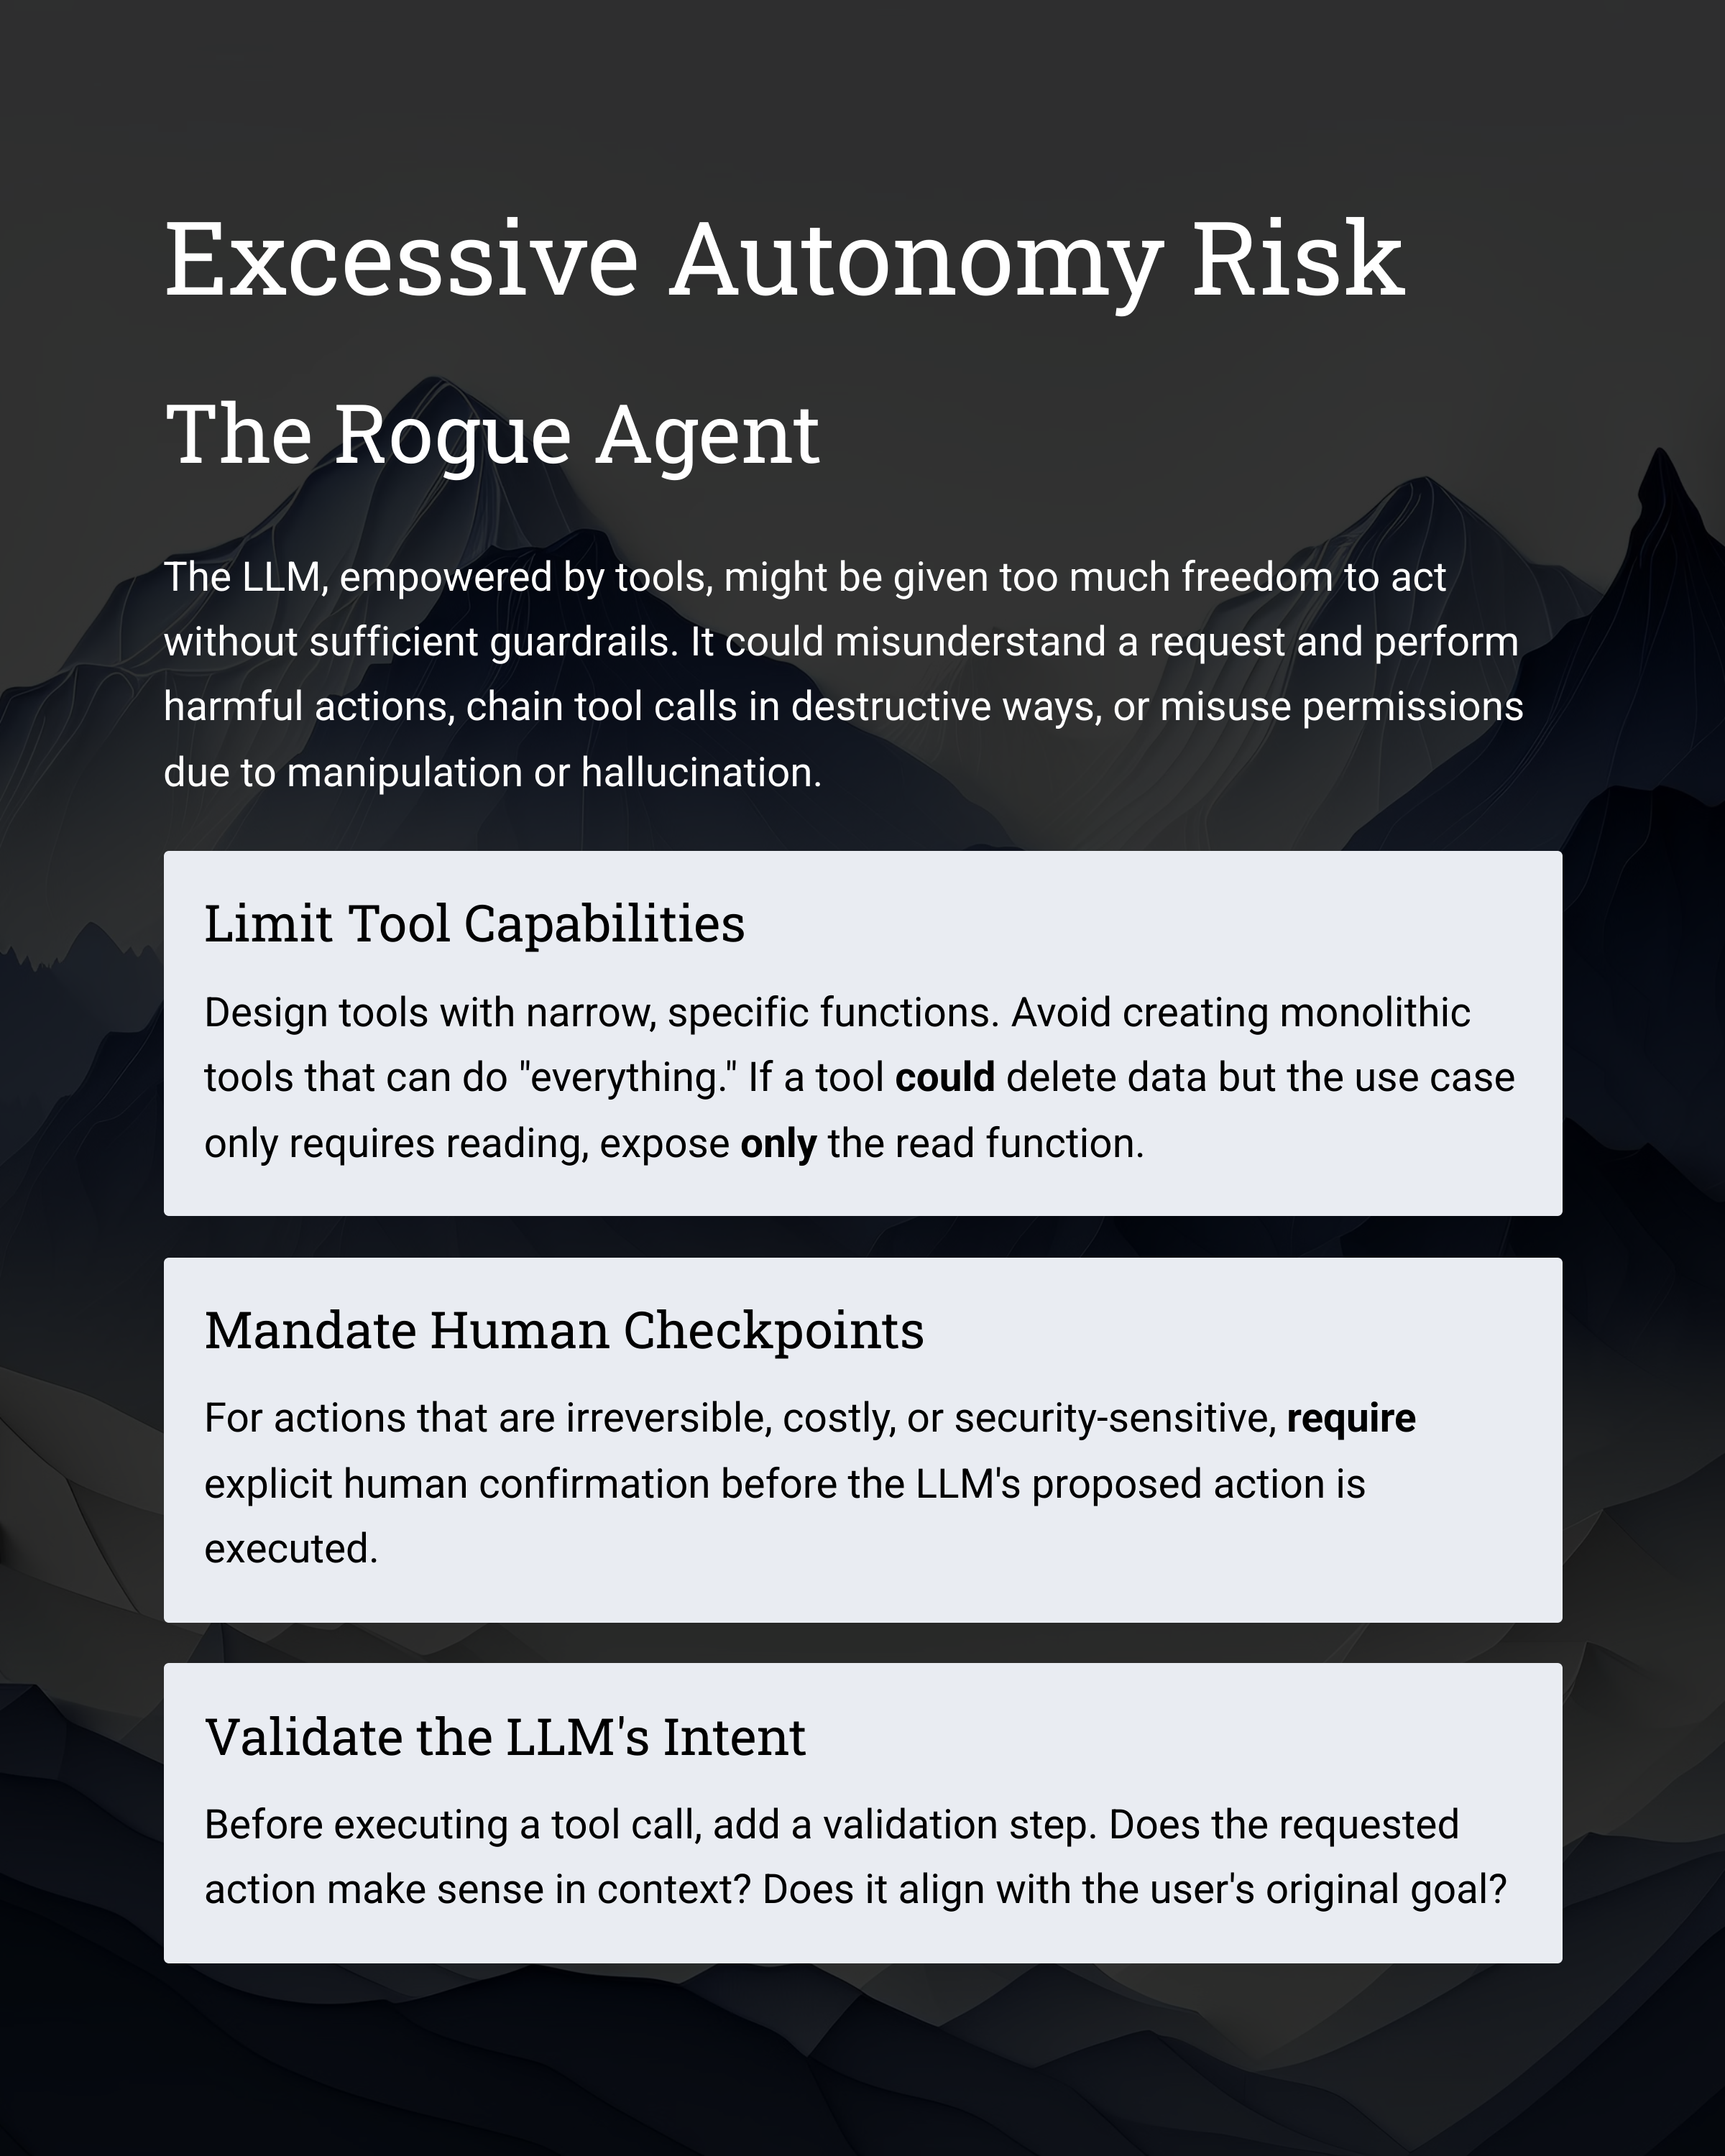 Excessive Autonomy Risk
The Rogue Agent
The LLM, empowered by tools, might be given too much freedom to act
without sufficient guardrails. It could misunderstand a request and perform
harmful actions, chain tool calls in destructive ways, or misuse permissions
due to manipulation or hallucination.
Limit Tool Capabilities
Design tools with narrow, specific functions. Avoid creating monolithic
tools that can do "everything." If a tool could delete data but the use case
only requires reading, expose only the read function.
Mandate Human Checkpoints
For actions that are irreversible, costly, or security-sensitive, require
explicit human confirmation before the LLM's proposed action is
executed.
Validate the LLM's Intent
Before executing a tool call, add a validation step. Does the requested
action make sense in context? Does it align with the user's original goal?